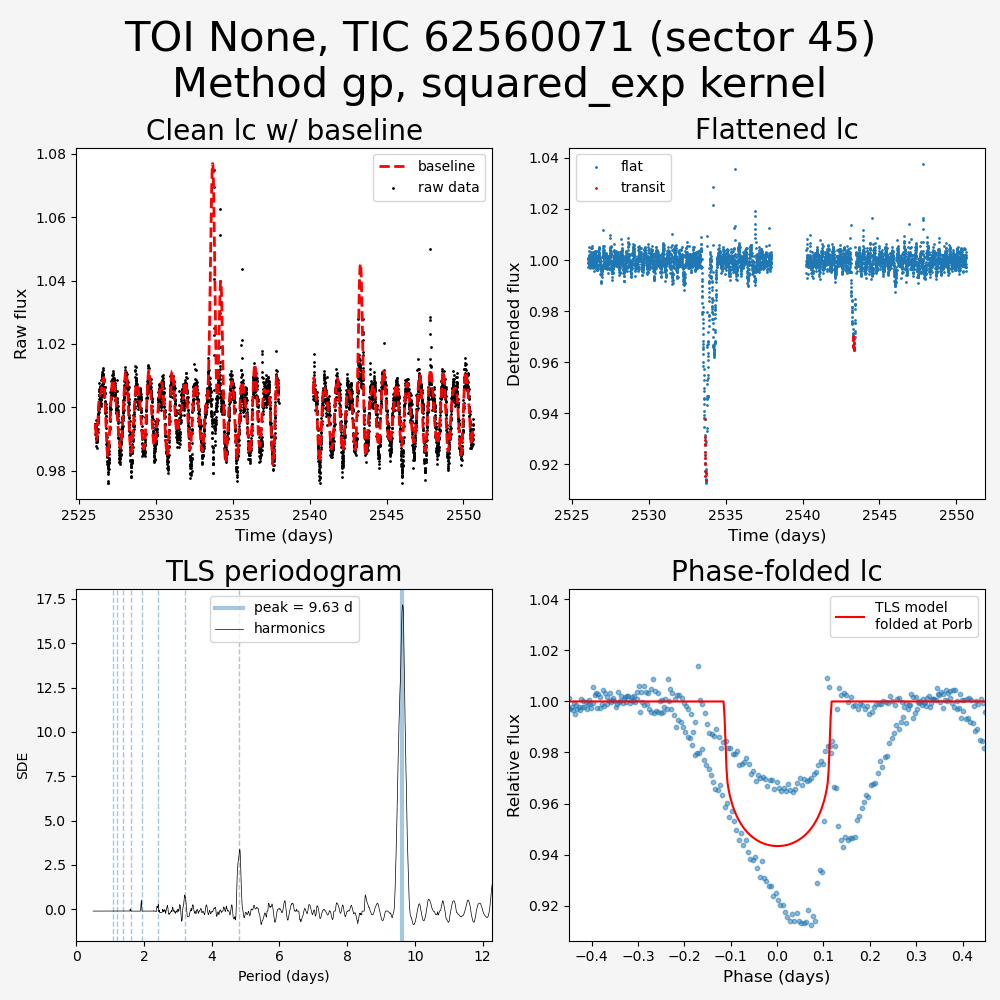 TOI None, TIC 62560071 (sector 45)
Method gp, squared_exp kernel
Clean lc w/ baseline
baseline
raw data
1.08
1.06
1.04
1.02
1.00
0.98
Raw flux
2525 2530 2535 2540 2545 2550
Time (days)
Flattened lc
flat
transit
1.04
1.02
1.00
0.98
0.96
0.94
0.92
Detrended flux
2525 2530 2535 2540 2545 2550
Time (days)
TLS periodogram
peak = 9.63 d
harmonics
17.5
15.0
12.5
10.0
7.5
5.0
2.5
0.0
SDE
0 2 4 6 8 10 12
Period (days)
Phase-folded lc
TLS model
folded at Porb
1.04
1.02
1.00
0.98
0.96
0.94
0.92
Relative flux
−0.4 −0.3 −0.2 −0.1 0.0 0.1 0.2 0.3 0.4
Phase (days)